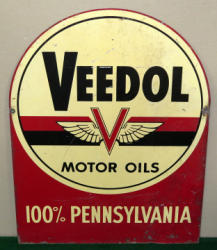 VEEDOL
V
MOTOR OILS
100% PENNSYLVANIA